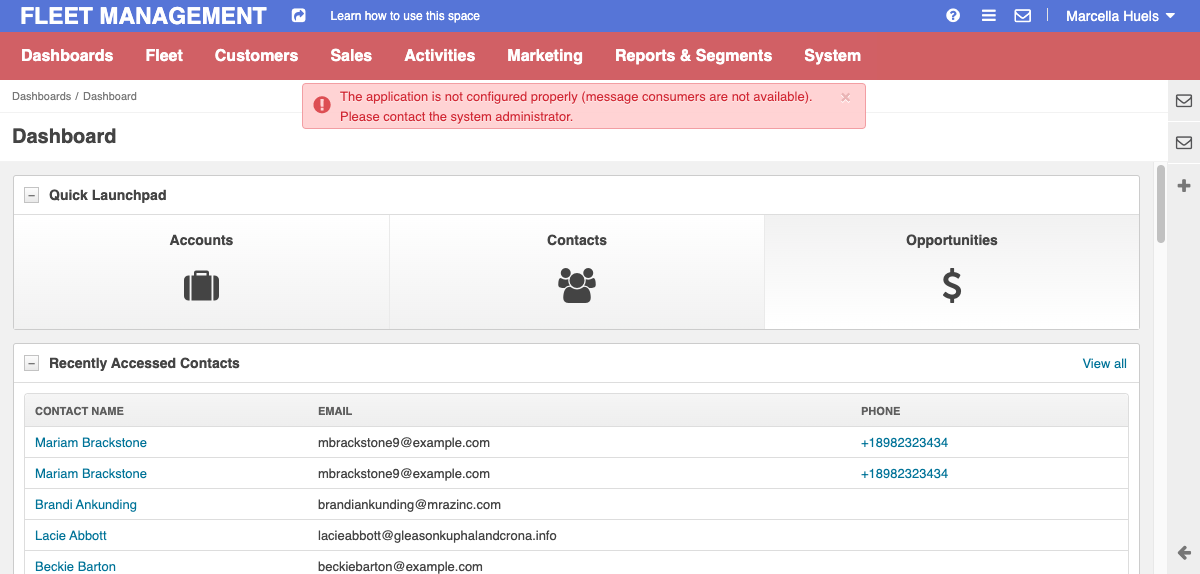 FLEET MANAGEMENT Learn how to use this space Marcella Huels
Dashboards Fleet Customers Sales Activities Marketing Reports & Segments System
Dashboards / Dashboard
The application is not configured properly (message consumers are not available). ×
Please contact the system administrator.
Dashboard
Quick Launchpad
Accounts Contacts Opportunities
Recently Accessed Contacts View all
CONTACT NAME EMAIL PHONE
Mariam Brackstone mbrackstone9@example.com +18982323434
Mariam Brackstone mbrackstone9@example.com +18982323434
Brandi Ankunding brandiankunding@mrazinc.com
Lacie Abbott lacieabbott@gleasonkuphalandcrona.info
Beckie Barton beckiebarton@example.com